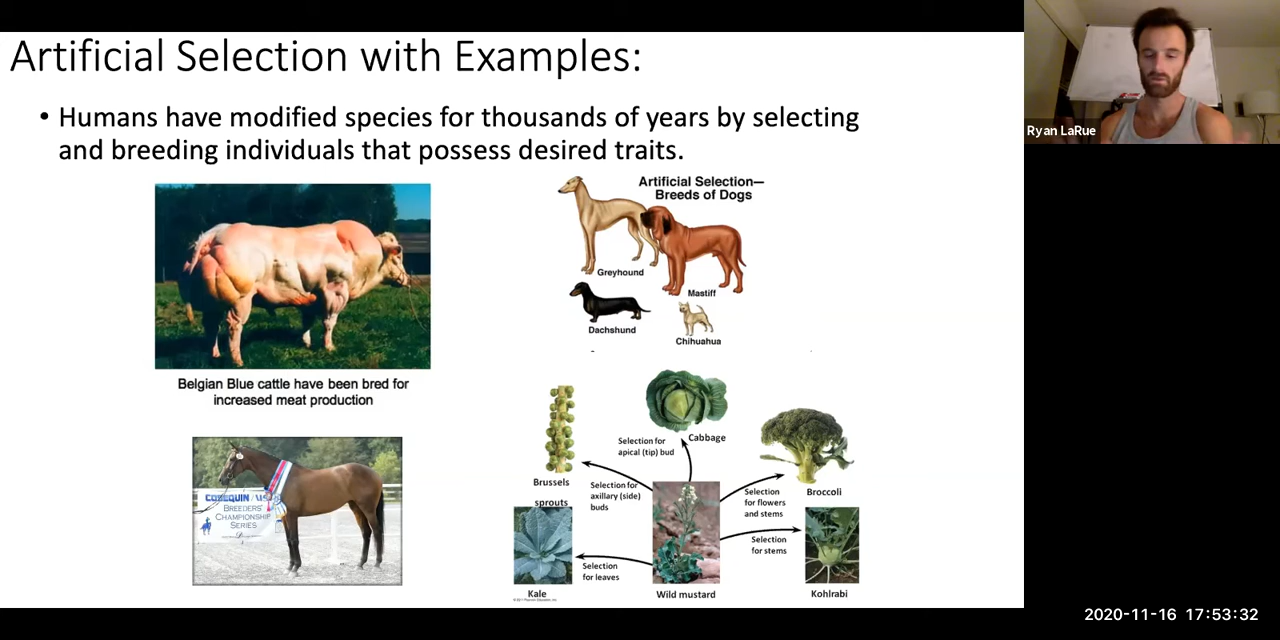 Artificial Selection with Examples:
• Humans have modified species for thousands of years by selecting
and breeding individuals that possess desired traits.
Ryan LaRue
Artificial Selection—
Breeds of Dogs
Greyhound
Mastiff
Dachshund
Chihuahua
Belgian Blue cattle have been bred for
increased meat production
BREEDERS'
CHAMPIONSHIP
SERIES
Cabbage
Selection for
apical (tip) bud
Brussels
sprouts
Selection for
axillary (side)
buds
Broccoli
Selection
for flowers
and stems
Selection
for stems
Selection
for leaves
Kale
Wild mustard
Kohlrabi
2020-11-16 17:53:32